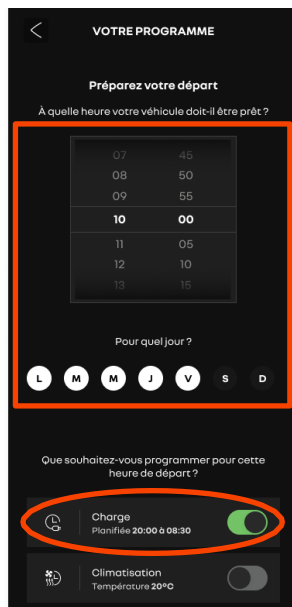 VOTRE PROGRAMME
Préparez votre départ
À quelle heure votre véhicule doit-il être prêt ?
07 45
08 50
09 55
10 00
11 05
12 10
13 15
Pour quel jour ?
L M M J V S D
Que souhaitez-vous programmer pour cette
heure de départ ?
Charge
Planifiée 20:00 à 08:30
Climatisation
Température 20°C